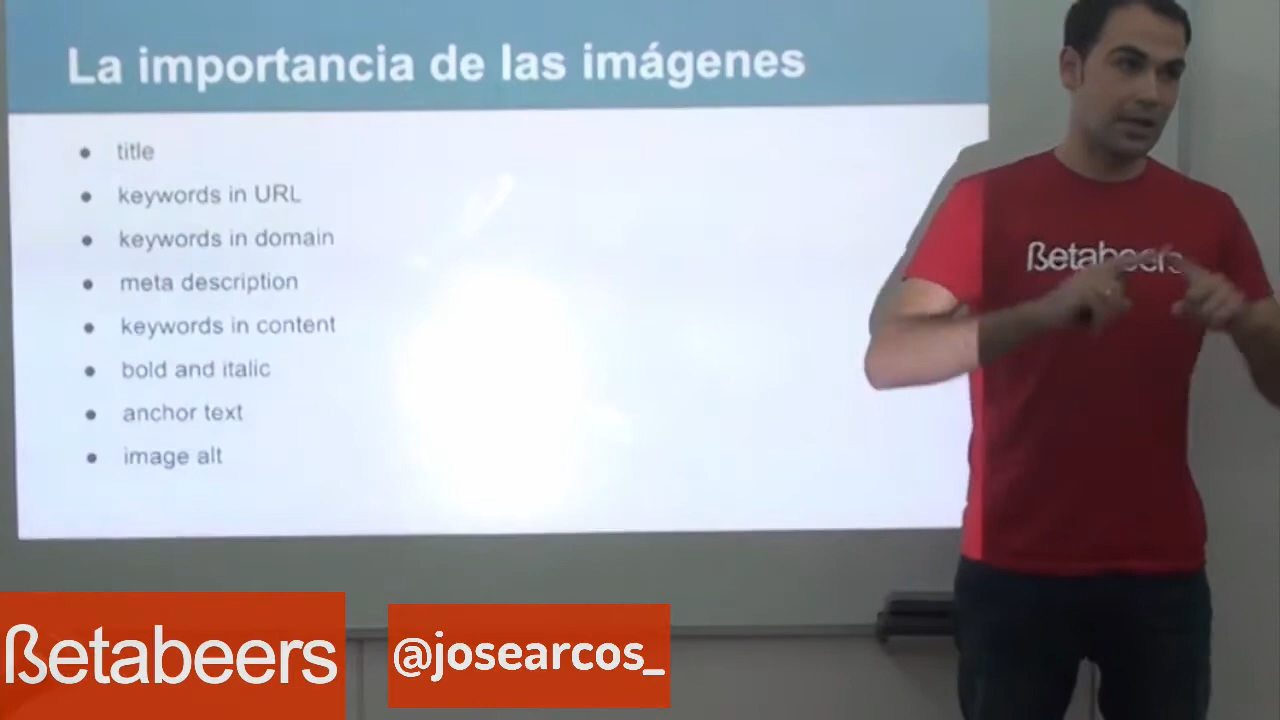 La importancia de las imágenes
● title
● keywords in URL
● keywords in domain
● meta description
● keywords in content
● bold and italic
● anchor text
● image alt
ßetabeers
ßetabeers
@josearcos_